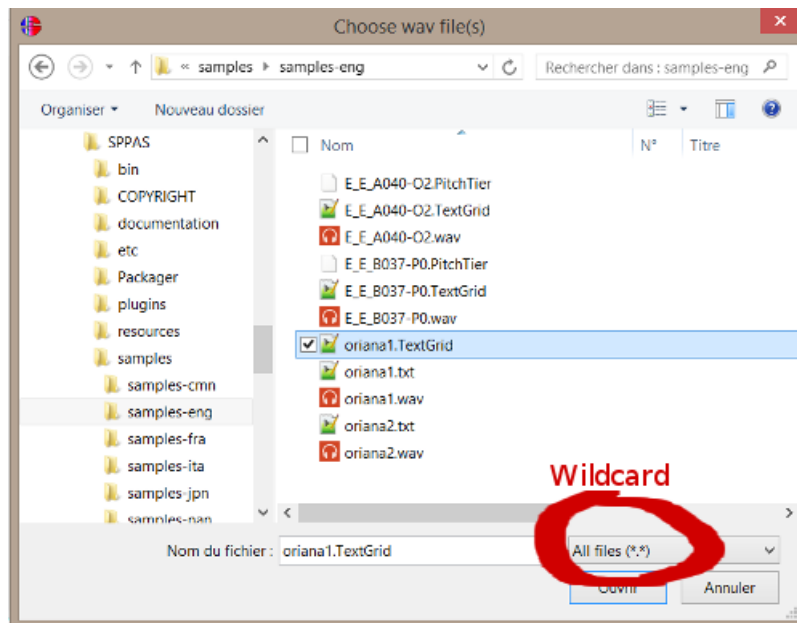 Choose wav file(s)
« samples samples-eng
Rechercher dans : samples-eng
Organiser Nouveau dossier
SPPAS
bin
COPYRIGHT
documentation
etc
Packager
plugins
resources
samples
samples-cmn
samples-eng
samples-fra
samples-ita
samples-jpn
samples-nan
Nom N° Titre
E_E_A040-O2.PitchTier
E_E_A040-O2.TextGrid
E_E_A040-O2.wav
E_E_B037-P0.PitchTier
E_E_B037-P0.TextGrid
E_E_B037-P0.wav
oriana1.TextGrid
oriana1.txt
oriana1.wav
oriana2.txt
oriana2.wav
Wildcard
Nom du fichier : oriana1.TextGrid
All files (*.*)
Ouvrir Annuler